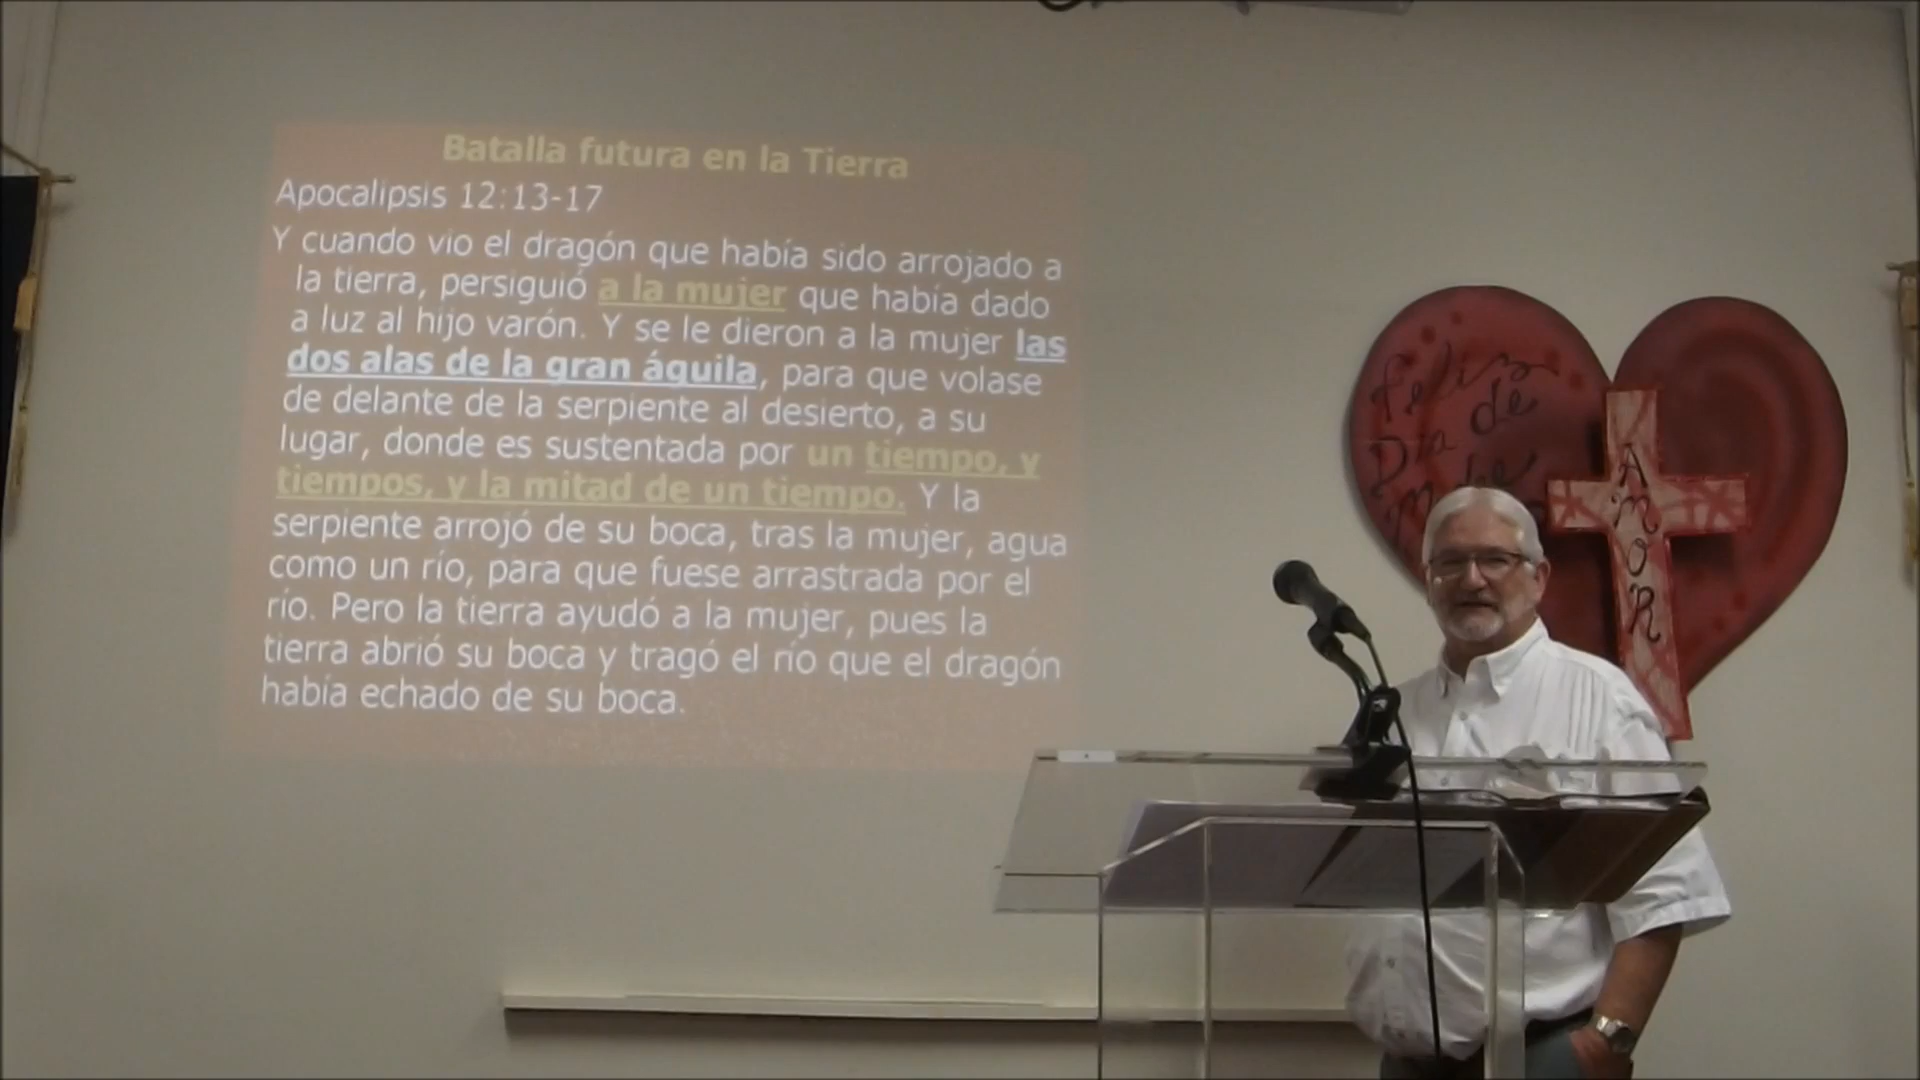 Batalla futura en la Tierra
Apocalipsis 12:13-17
Y cuando vio el dragón que había sido arrojado a
la tierra, persiguió a la mujer que había dado
a luz al hijo varón. Y se le dieron a la mujer las
dos alas de la gran águila, para que volase
de delante de la serpiente al desierto, a su
lugar, donde es sustentada por un tiempo, y
tiempos, y la mitad de un tiempo. Y la
serpiente arrojó de su boca, tras la mujer, agua
como un río, para que fuese arrastrada por el
río. Pero la tierra ayudó a la mujer, pues la
tierra abrió su boca y tragó el río que el dragón
había echado de su boca.
Feliz
de
Dia
AMOR